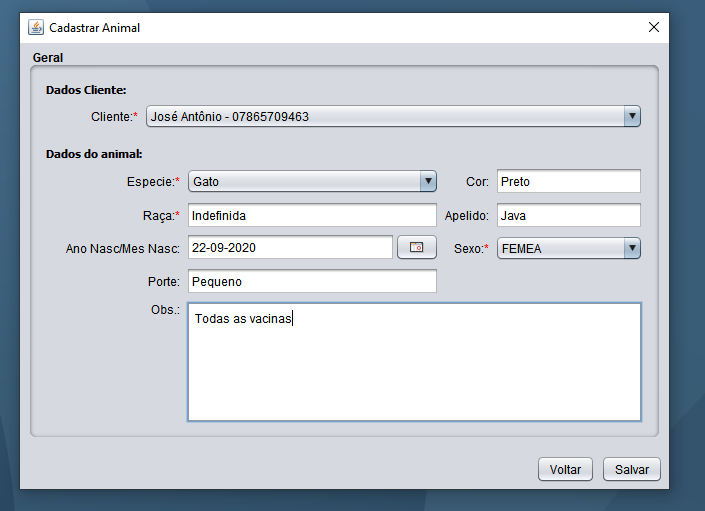 Cadastrar Animal
Geral
Dados Cliente:
Cliente:* José Antônio - 07865709463
Dados do animal:
Especie:* Gato Cor: Preto
Raça:* Indefinida Apelido: Java
Ano Nasc/Mes Nasc: 22-09-2020 Sexo:* FEMEA
Porte: Pequeno
Obs.: Todas as vacinas
Voltar Salvar